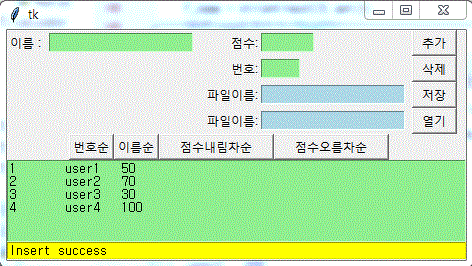 tk
이름 : 점수: 추가
번호: 삭제
파일이름: 저장
파일이름: 열기
번호순 이름순 점수내림차순 점수오름차순
1 user1 50
2 user2 70
3 user3 30
4 user4 100
Insert success